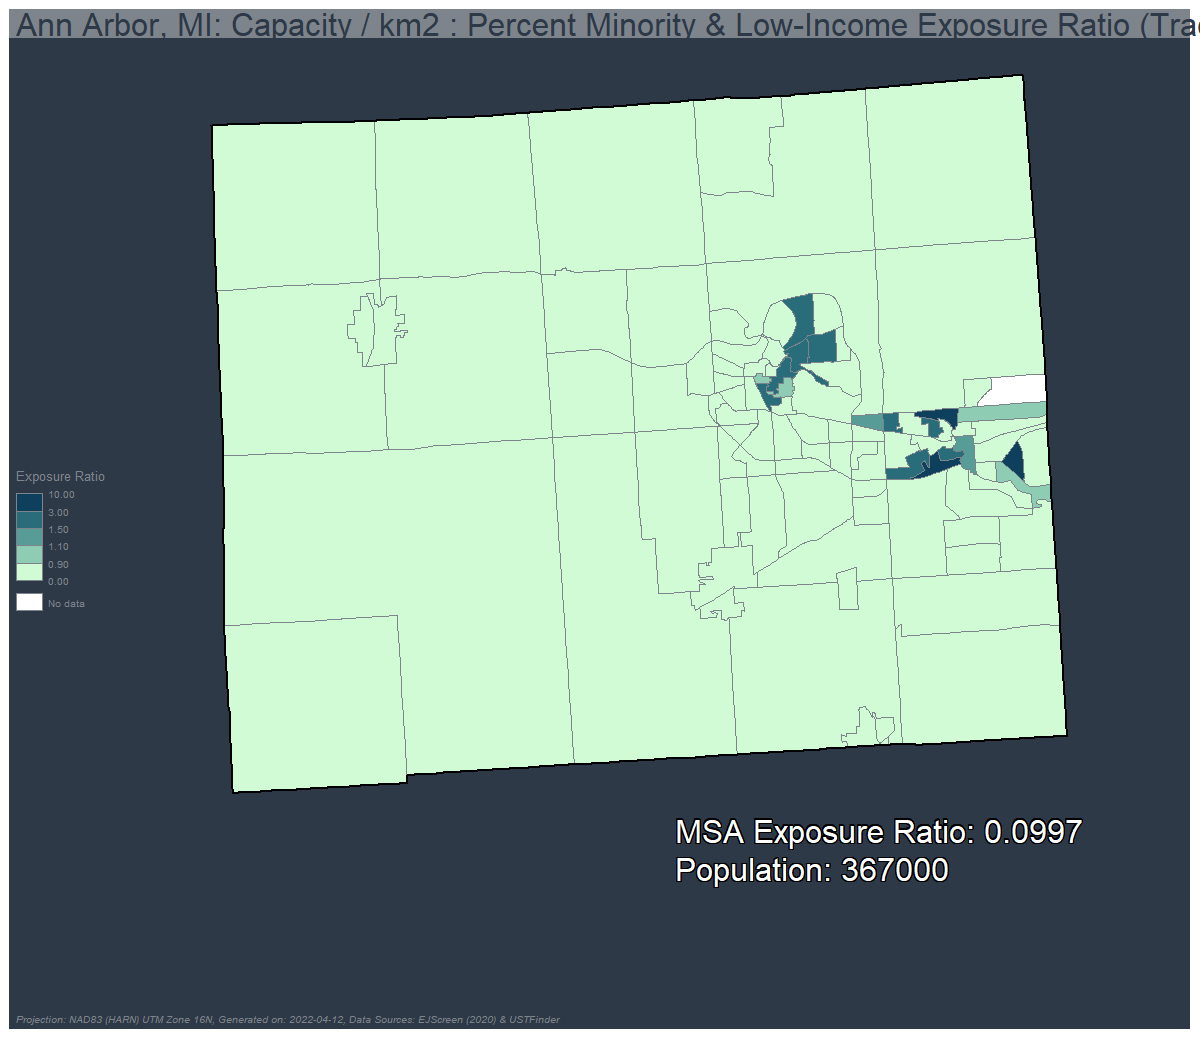 Ann Arbor, MI: Capacity / km2 : Percent Minority & Low-Income Exposure Ratio (Trac
Exposure Ratio
10.00
3.00
1.50
1.10
0.90
0.00
No data
MSA Exposure Ratio: 0.0997
Population: 367000
Projection: NAD83 (HARN) UTM Zone 16N, Generated on: 2022-04-12, Data Sources: EJScreen (2020) & USTFinder